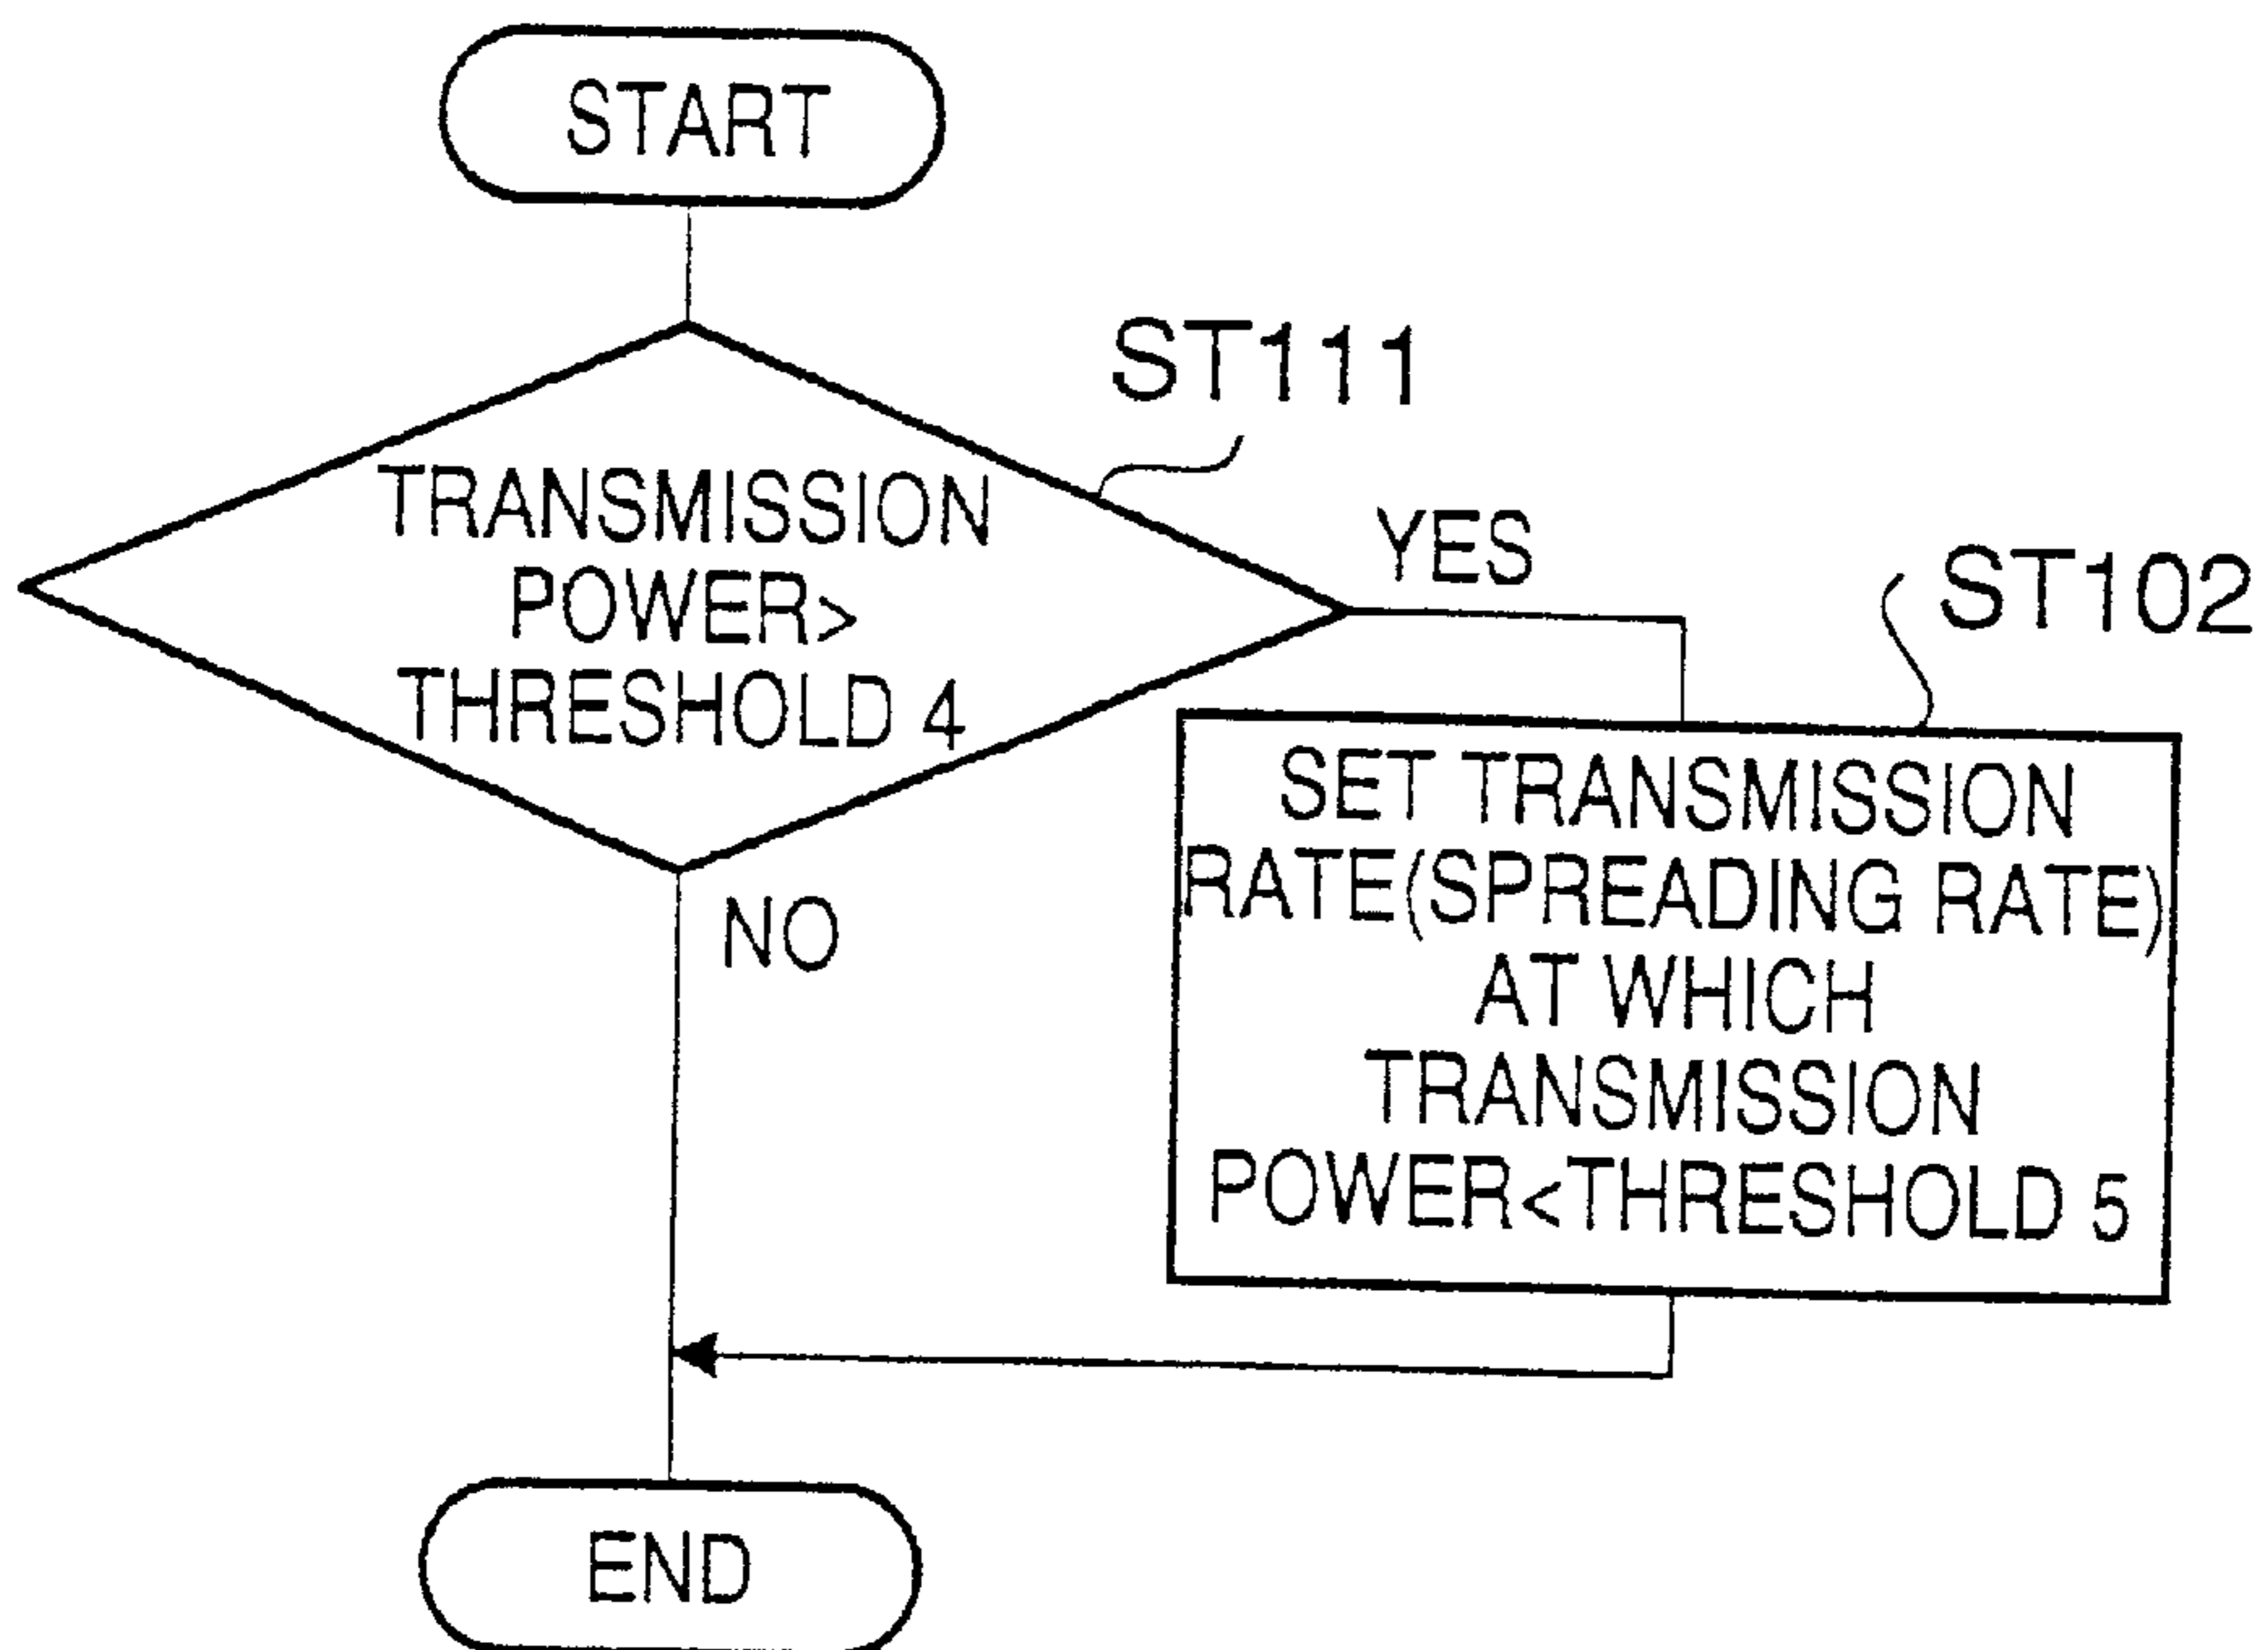 START
ST111
TRANSMISSION
POWER>
THRESHOLD 4
YES
ST102
NO
SET TRANSMISSION
RATE(SPREADING RATE)
AT WHICH
TRANSMISSION
POWER<THRESHOLD 5
END